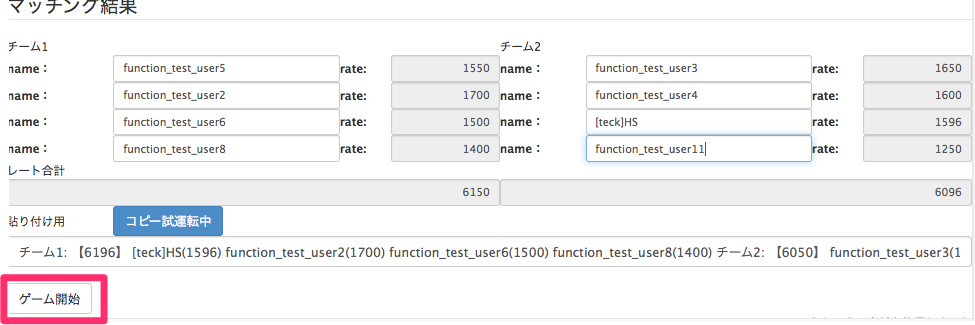 マッチング結果
チーム1 チーム2
name： function_test_user5 rate: 1550 name： function_test_user3 rate: 1650
name： function_test_user2 rate: 1700 name： function_test_user4 rate: 1600
name： function_test_user6 rate: 1500 name： [teck]HS rate: 1596
name： function_test_user8 rate: 1400 name： function_test_user11 rate: 1250
レート合計
6150 6096
貼り付け用 コピー試運転中
チーム1: 【6196】 [teck]HS(1596) function_test_user2(1700) function_test_user6(1500) function_test_user8(1400) チーム2: 【6050】 function_test_user3(1
ゲーム開始